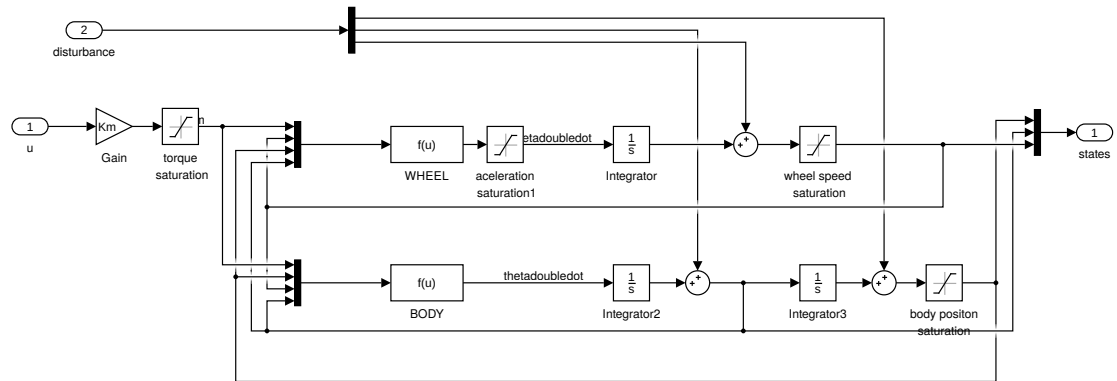 2
disturbance
1
u
Km
Gain
torque
saturation
n
f(u)
WHEEL
aceleration
saturation1
etadoubledot
1
s
Integrator
+
+
wheel speed
saturation
1
states
f(u)
BODY
thetadoubledot
1
s
Integrator2
+
+
1
s
Integrator3
+
+
body positon
saturation